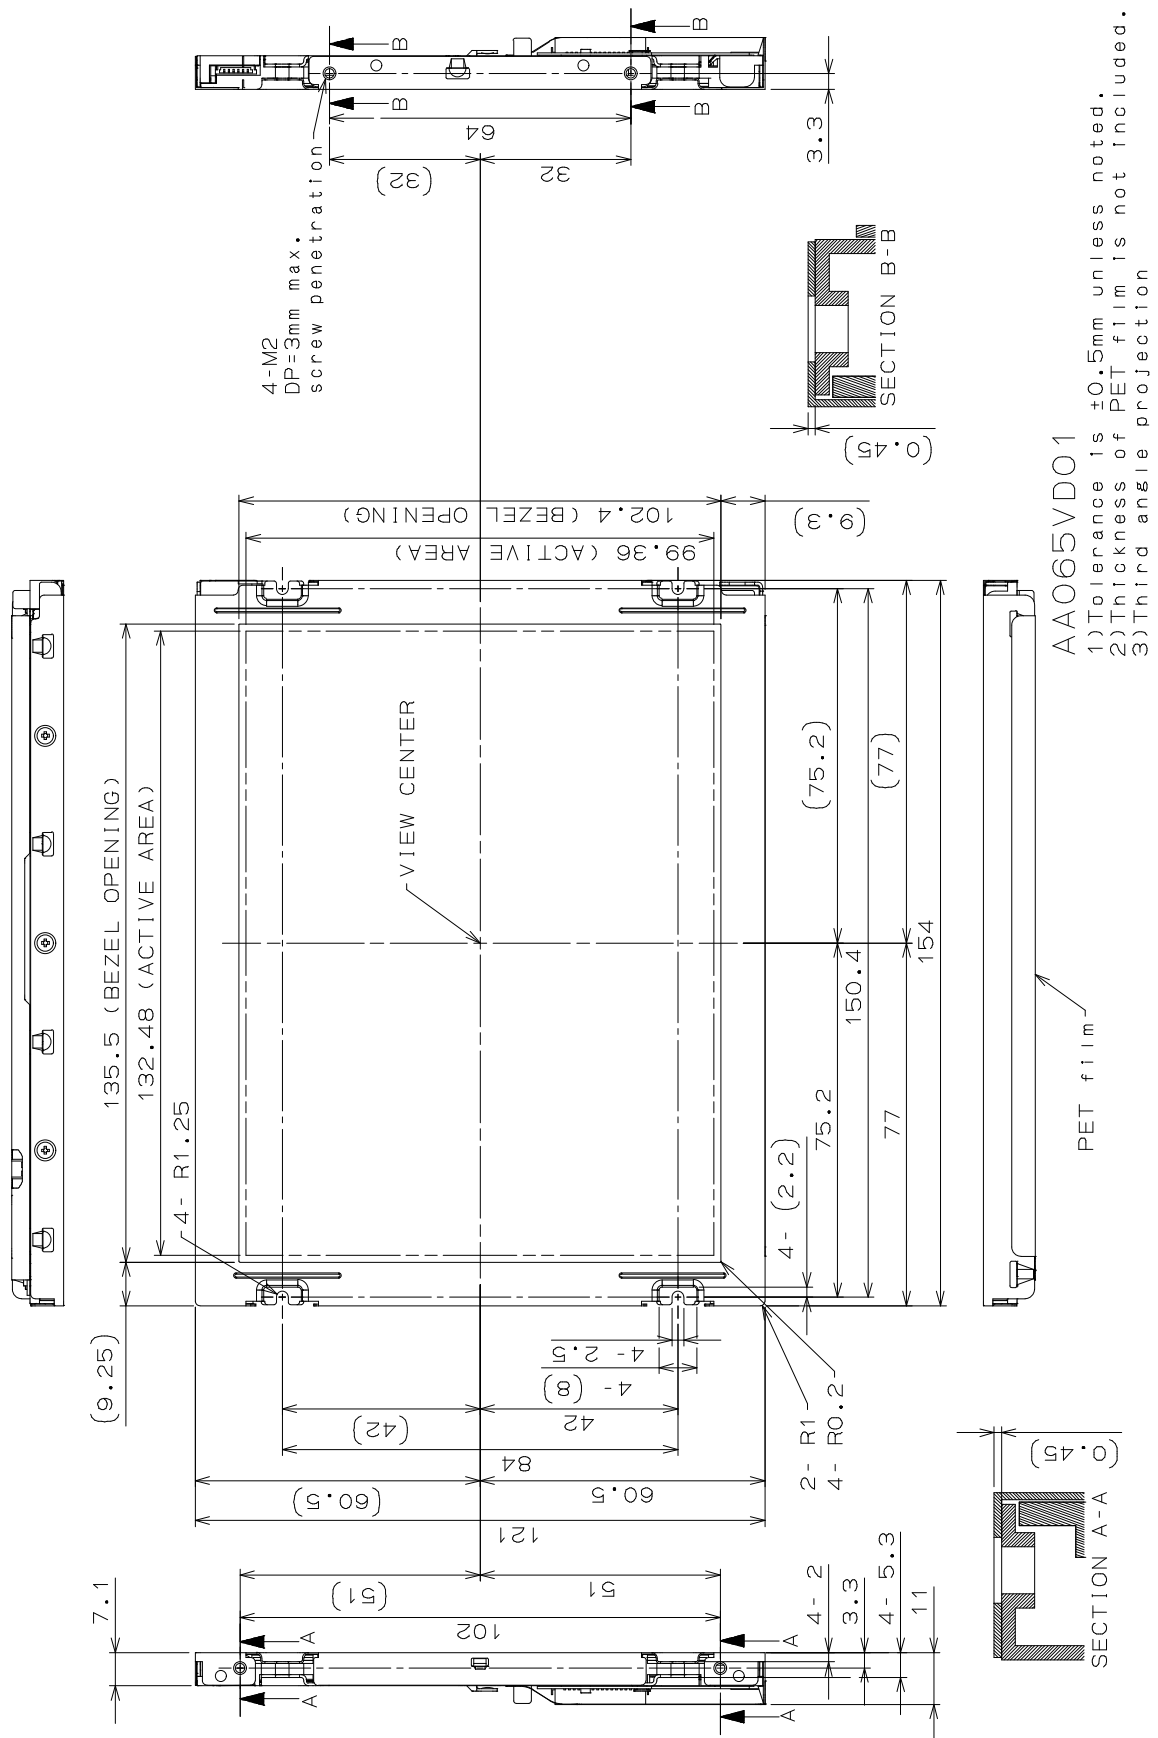 B
B
B
B
64
(32)
32
3.3
4-M2
DP=3mm max.
screw penetration
SECTION B-B
(0.45)
AA065VD01
1)Tolerance is ±0.5mm unless noted.
2)Thickness of PET film is not included.
3)Third angle projection
102.4 (BEZEL OPENING)
99.36 (ACTIVE AREA)
(9.3)
135.5 (BEZEL OPENING)
132.48 (ACTIVE AREA)
VIEW CENTER
(75.2)
(77)
154
150.4
75.2
77
4- R1.25
4- (2.2)
PET film
(9.25)
4- 2.5
4- (8)
(42)
42
84
(60.5)
60.5
121
2- R1
4- R0.2
(0.45)
SECTION A-A
7.1
(51)
51
102
A
A
A
A
4- 2
3.3
4- 5.3
11